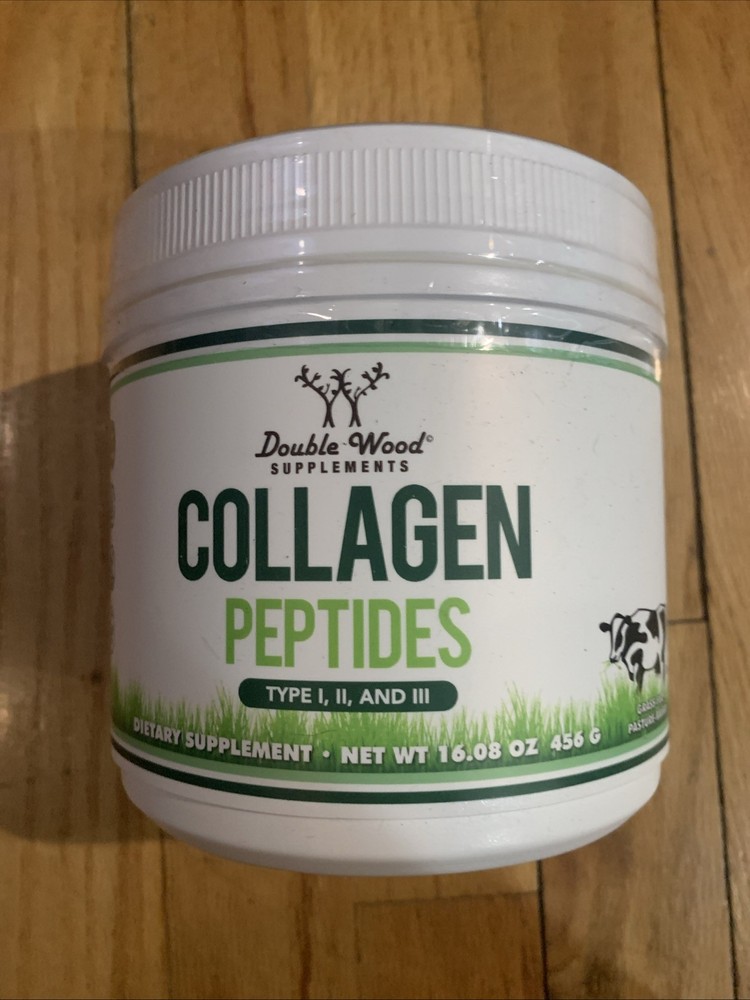 Double Wood©
SUPPLEMENTS
COLLAGEN
PEPTIDES
TYPE I, II, AND III
DIETARY SUPPLEMENT • NET WT 16.08 OZ 456 G